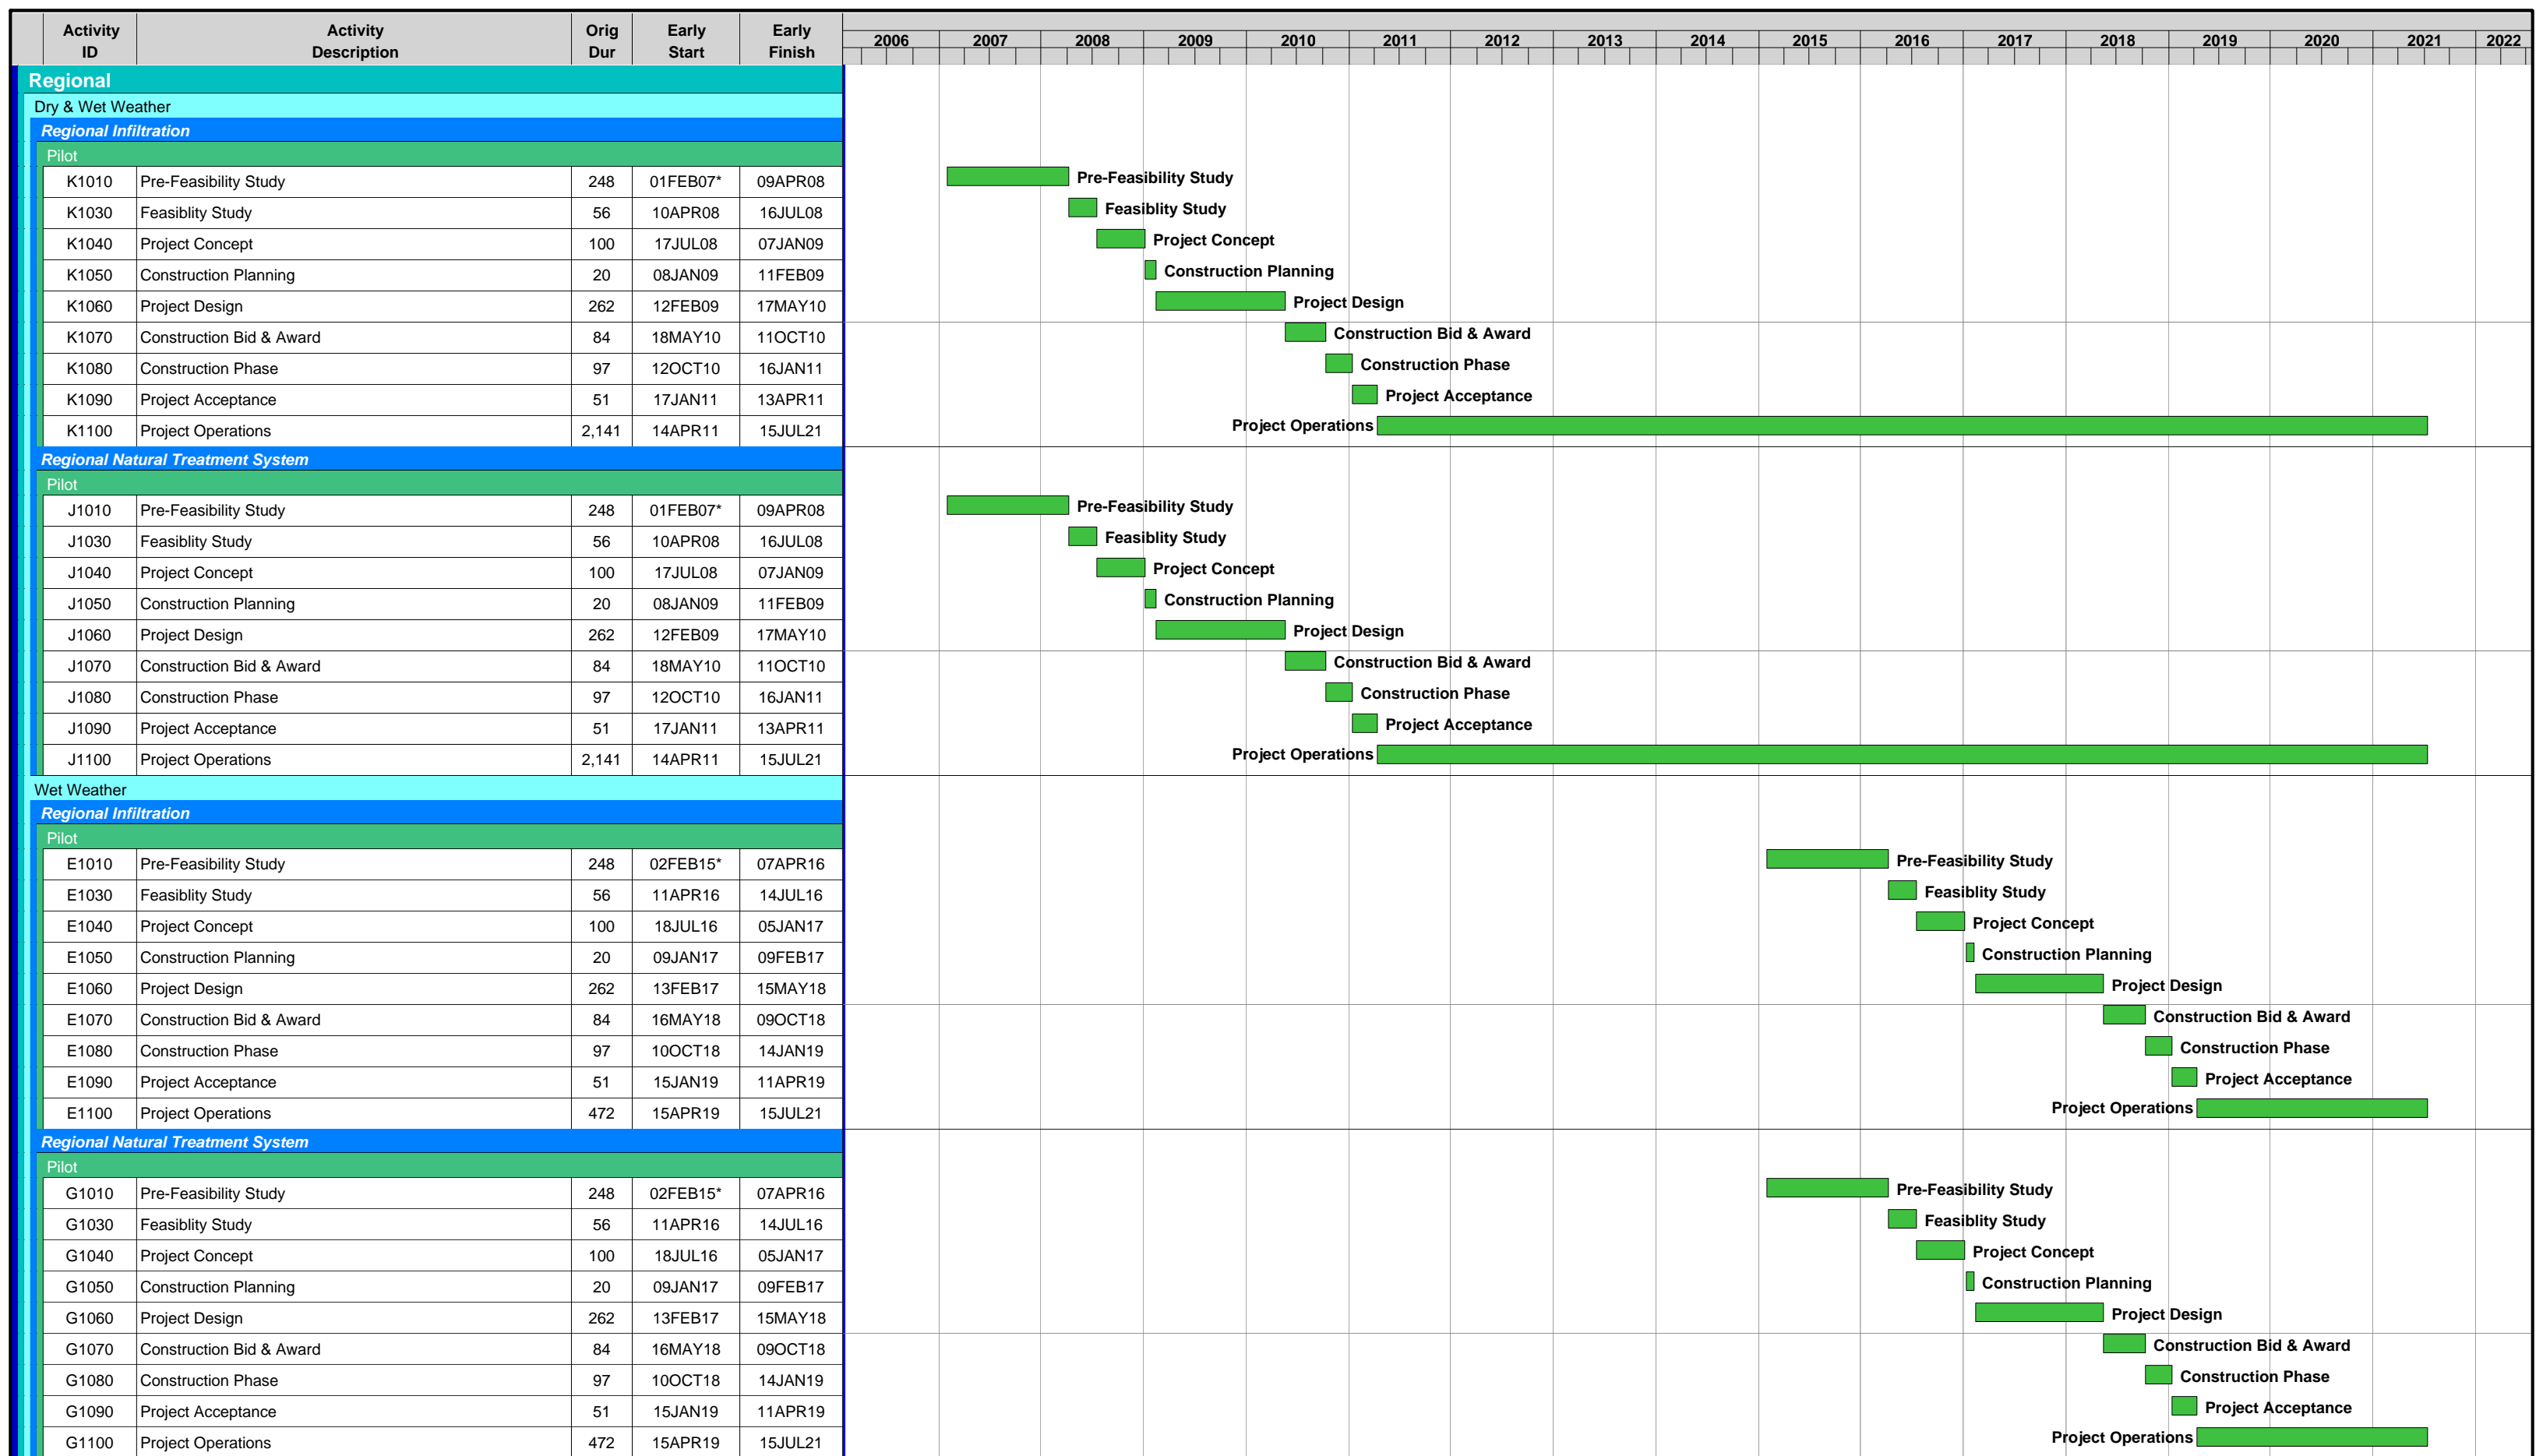 Activity ID Activity Description Orig Dur Early Start Early Finish 2006 2007 2008 2009 2010 2011 2012 2013 2014 2015 2016 2017 2018 2019 2020 2021 2022
Regional
Dry & Wet Weather
Regional Infiltration
Pilot
K1010 Pre-Feasibility Study 248 01FEB07* 09APR08 Pre-Feasibility Study
K1030 Feasiblity Study 56 10APR08 16JUL08 Feasiblity Study
K1040 Project Concept 100 17JUL08 07JAN09 Project Concept
K1050 Construction Planning 20 08JAN09 11FEB09 Construction Planning
K1060 Project Design 262 12FEB09 17MAY10 Project Design
K1070 Construction Bid & Award 84 18MAY10 11OCT10 Construction Bid & Award
K1080 Construction Phase 97 12OCT10 16JAN11 Construction Phase
K1090 Project Acceptance 51 17JAN11 13APR11 Project Acceptance
K1100 Project Operations 2,141 14APR11 15JUL21 Project Operations
Regional Natural Treatment System
Pilot
J1010 Pre-Feasibility Study 248 01FEB07* 09APR08 Pre-Feasibility Study
J1030 Feasiblity Study 56 10APR08 16JUL08 Feasiblity Study
J1040 Project Concept 100 17JUL08 07JAN09 Project Concept
J1050 Construction Planning 20 08JAN09 11FEB09 Construction Planning
J1060 Project Design 262 12FEB09 17MAY10 Project Design
J1070 Construction Bid & Award 84 18MAY10 11OCT10 Construction Bid & Award
J1080 Construction Phase 97 12OCT10 16JAN11 Construction Phase
J1090 Project Acceptance 51 17JAN11 13APR11 Project Acceptance
J1100 Project Operations 2,141 14APR11 15JUL21 Project Operations
Wet Weather
Regional Infiltration
Pilot
E1010 Pre-Feasibility Study 248 02FEB15* 07APR16 Pre-Feasibility Study
E1030 Feasiblity Study 56 11APR16 14JUL16 Feasiblity Study
E1040 Project Concept 100 18JUL16 05JAN17 Project Concept
E1050 Construction Planning 20 09JAN17 09FEB17 Construction Planning
E1060 Project Design 262 13FEB17 15MAY18 Project Design
E1070 Construction Bid & Award 84 16MAY18 09OCT18 Construction Bid & Award
E1080 Construction Phase 97 10OCT18 14JAN19 Construction Phase
E1090 Project Acceptance 51 15JAN19 11APR19 Project Acceptance
E1100 Project Operations 472 15APR19 15JUL21 Project Operations
Regional Natural Treatment System
Pilot
G1010 Pre-Feasibility Study 248 02FEB15* 07APR16 Pre-Feasibility Study
G1030 Feasiblity Study 56 11APR16 14JUL16 Feasiblity Study
G1040 Project Concept 100 18JUL16 05JAN17 Project Concept
G1050 Construction Planning 20 09JAN17 09FEB17 Construction Planning
G1060 Project Design 262 13FEB17 15MAY18 Project Design
G1070 Construction Bid & Award 84 16MAY18 09OCT18 Construction Bid & Award
G1080 Construction Phase 97 10OCT18 14JAN19 Construction Phase
G1090 Project Acceptance 51 15JAN19 11APR19 Project Acceptance
G1100 Project Operations 472 15APR19 15JUL21 Project Operations